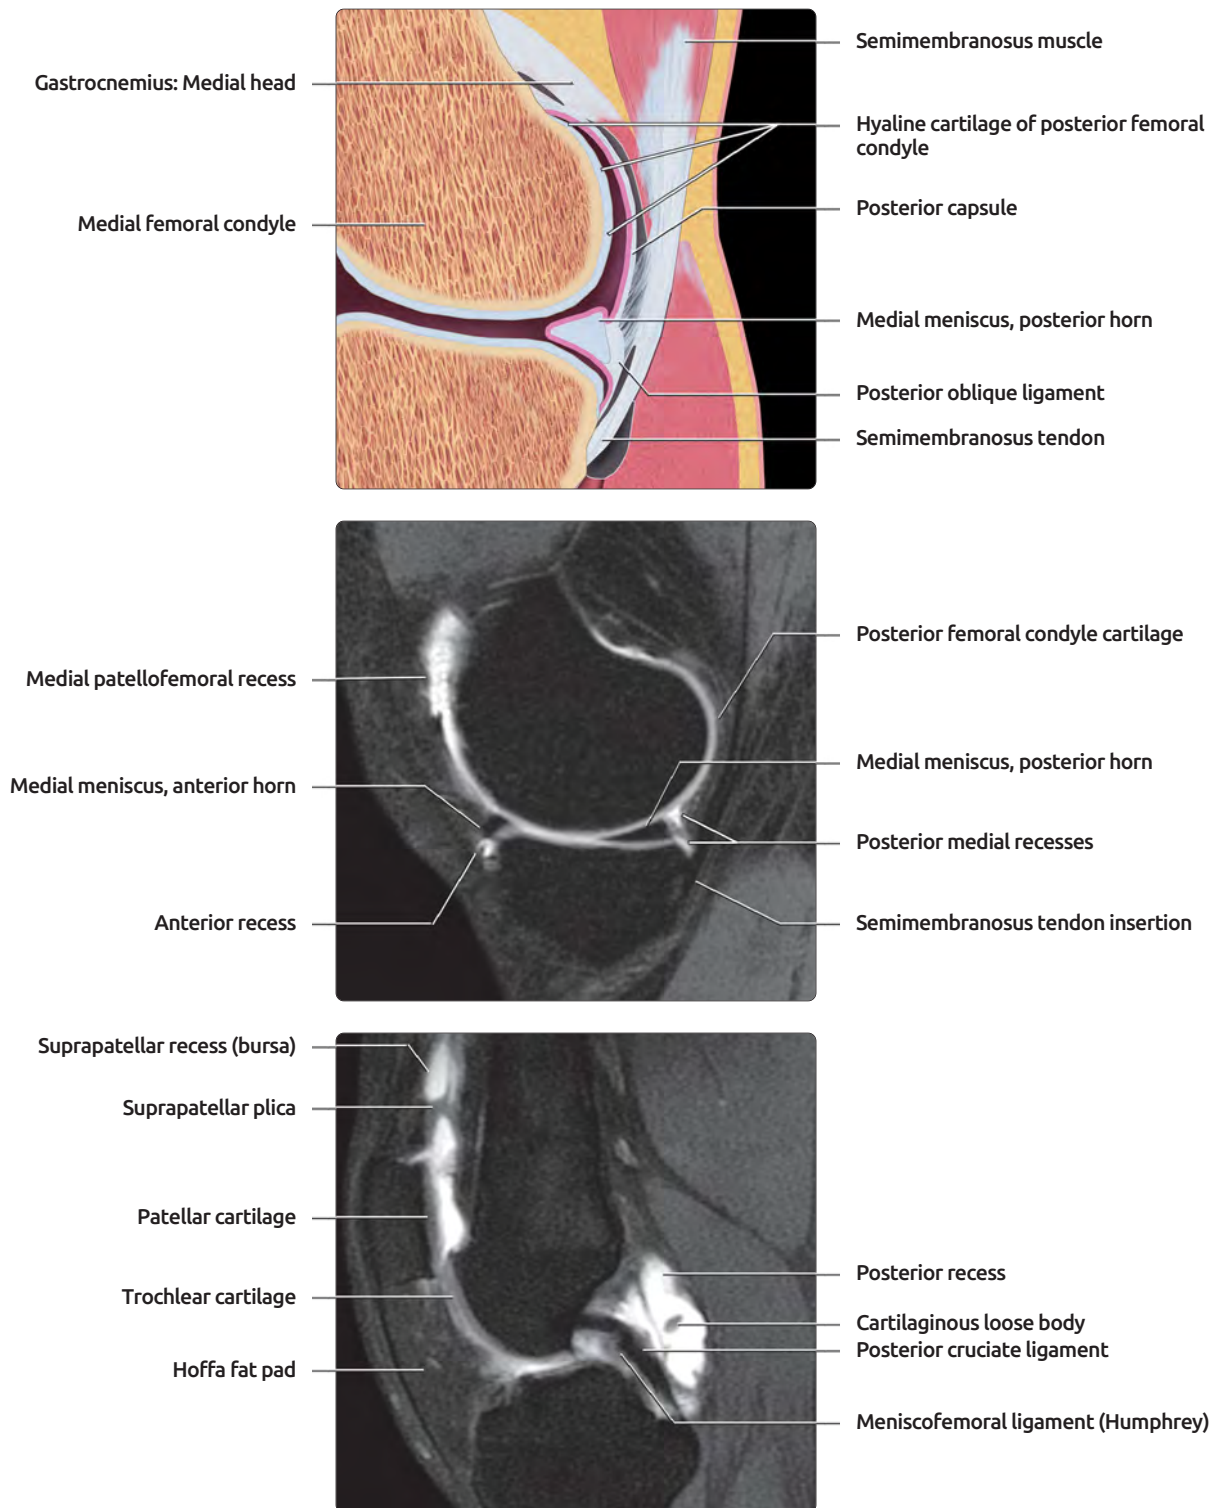 Semimembranosus muscle
Gastrocnemius: Medial head
Hyaline cartilage of posterior femoral
condyle
Medial femoral condyle
Posterior capsule
Medial meniscus, posterior horn
Posterior oblique ligament
Semimembranosus tendon
Posterior femoral condyle cartilage
Medial patellofemoral recess
Medial meniscus, posterior horn
Medial meniscus, anterior horn
Posterior medial recesses
Anterior recess
Semimembranosus tendon insertion
Suprapatellar recess (bursa)
Suprapatellar plica
Patellar cartilage
Posterior recess
Trochlear cartilage
Cartilaginous loose body
Posterior cruciate ligament
Hoffa fat pad
Meniscofemoral ligament (Humphrey)